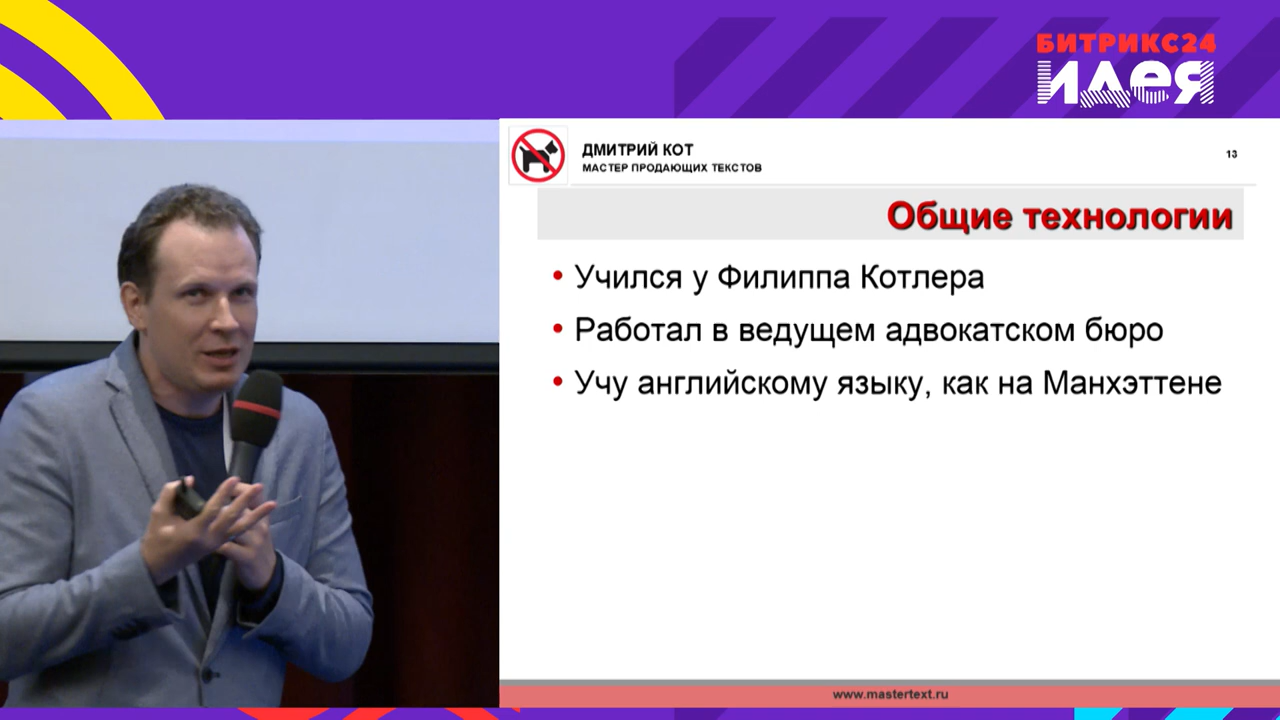 БИТРИКС24
ИДЕЯ
ДМИТРИЙ КОТ
МАСТЕР ПРОДАЮЩИХ ТЕКСТОВ
13
Общие технологии
• Учился у Филиппа Котлера
• Работал в ведущем адвокатском бюро
• Учу английскому языку, как на Манхэттене
www.mastertext.ru